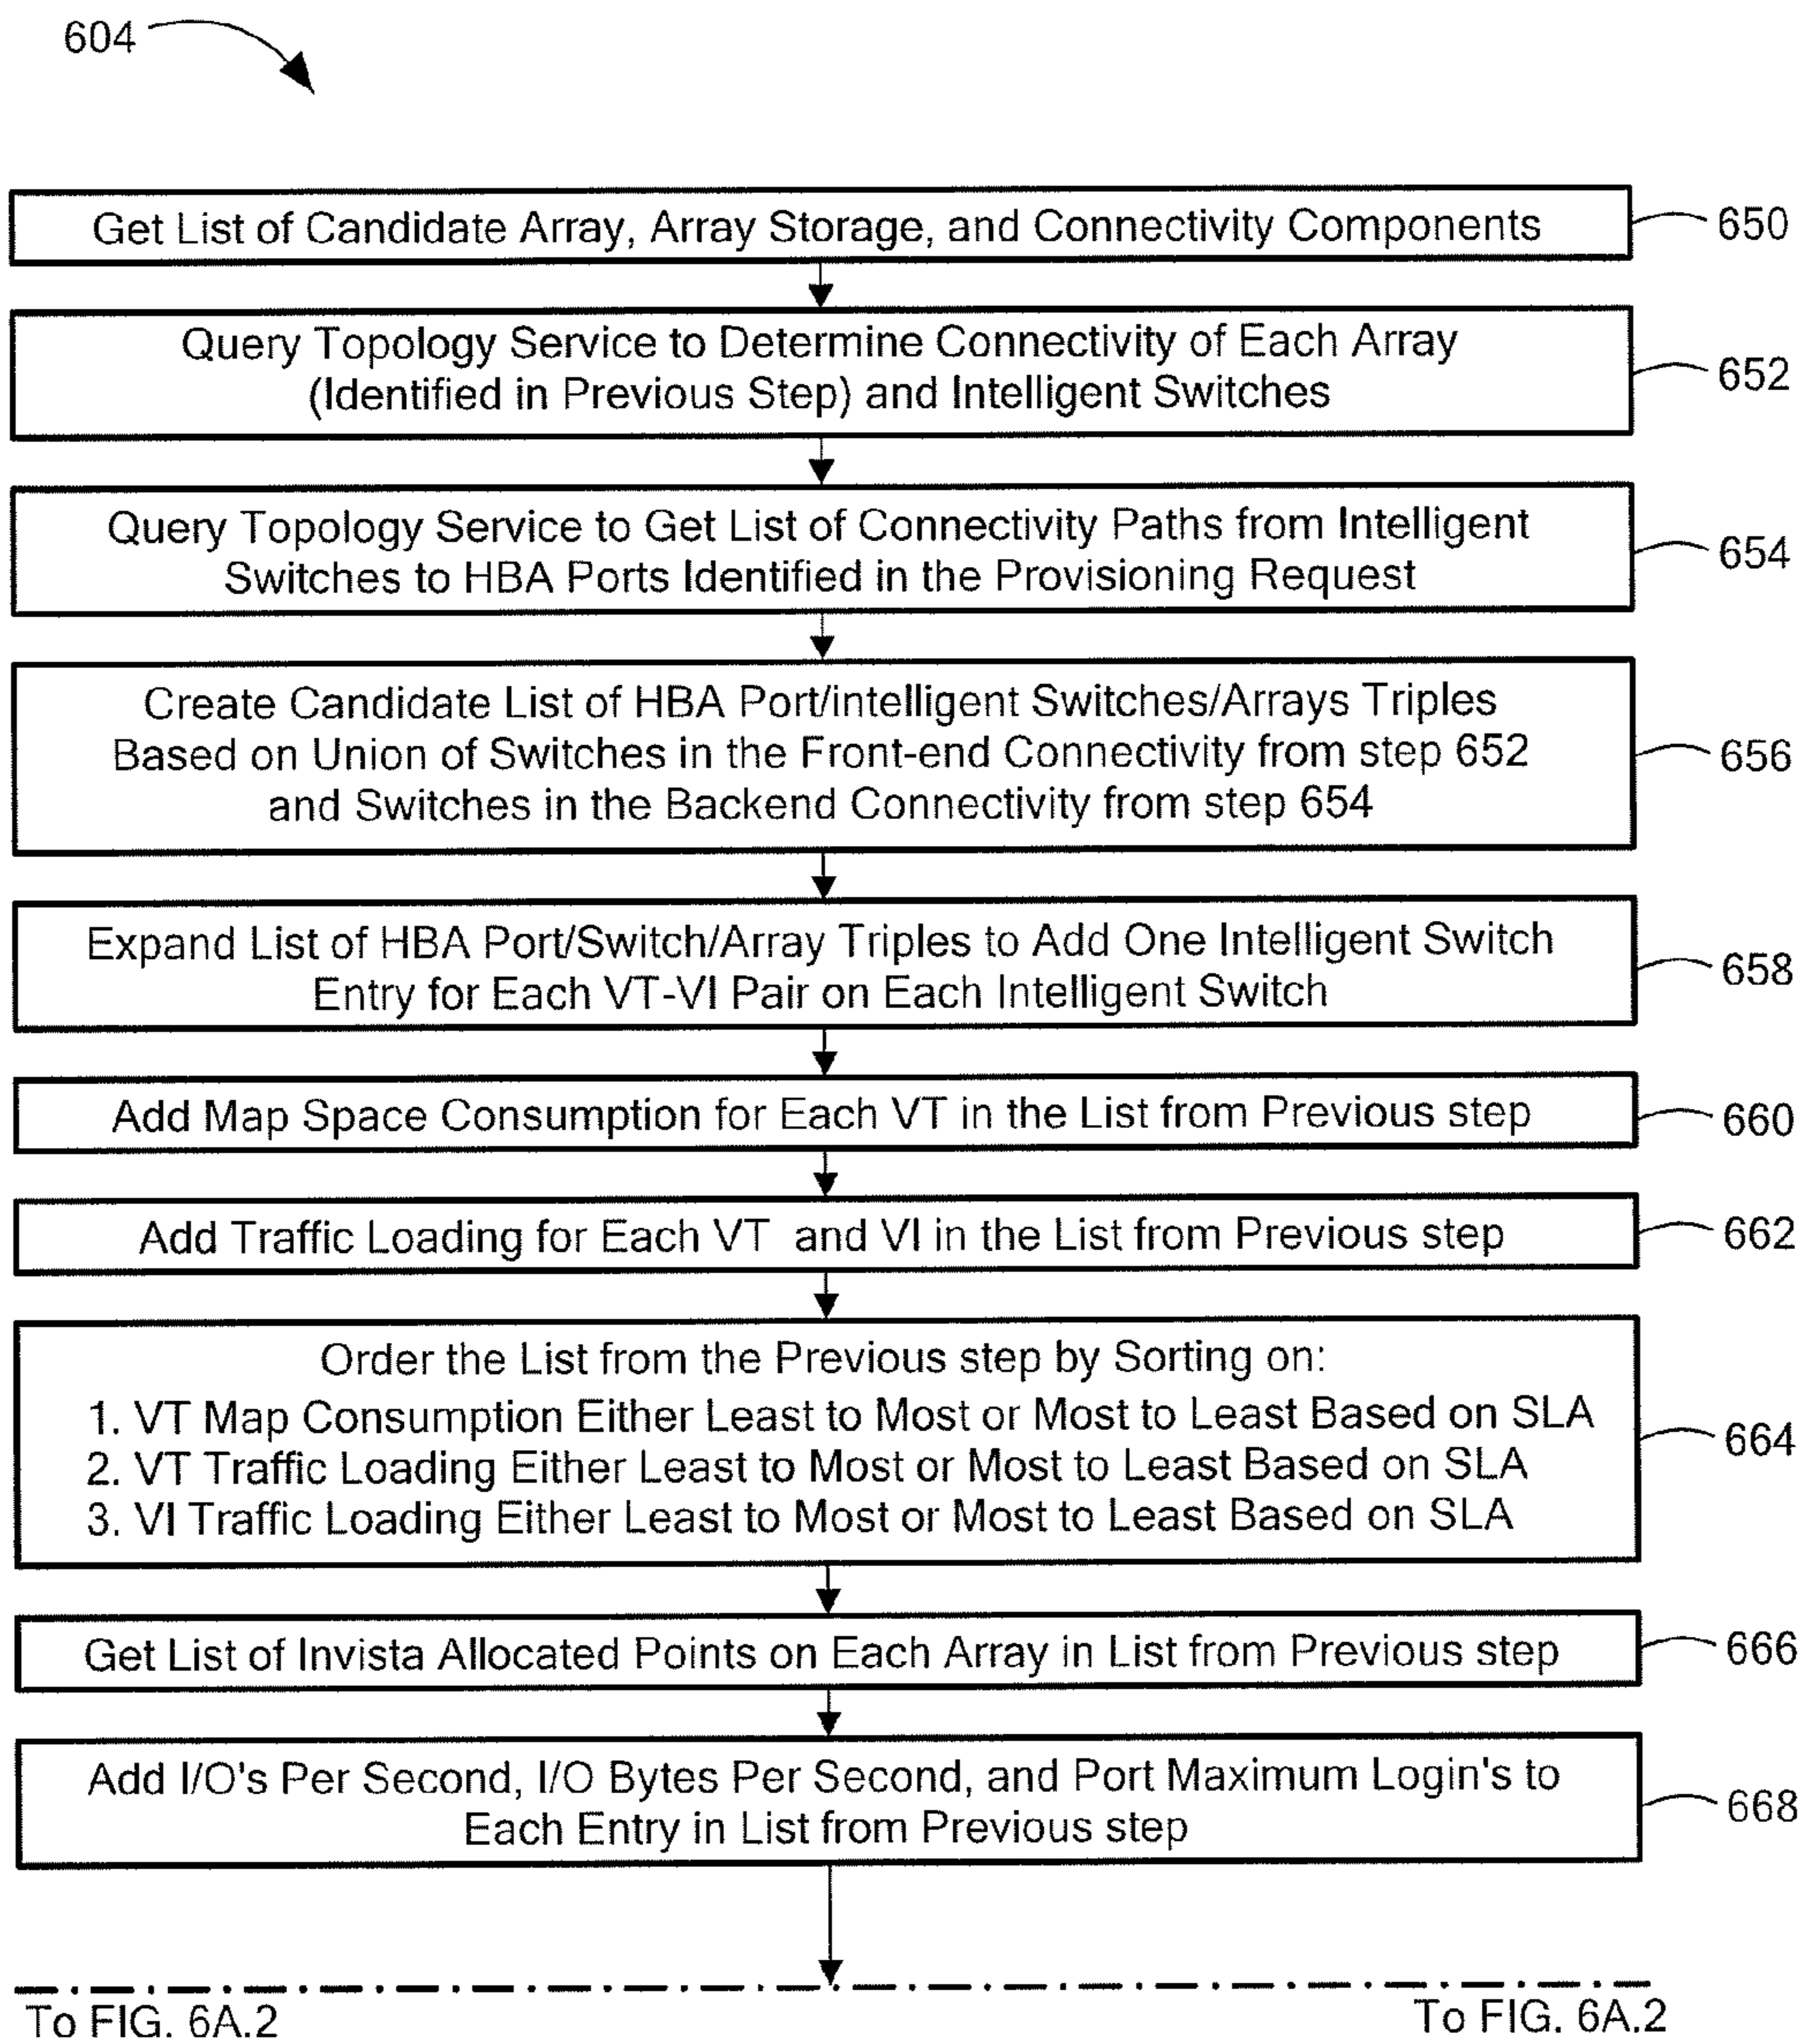 604
Get List of Candidate Array, Array Storage, and Connectivity Components
650
Query Topology Service to Determine Connectivity of Each Array
(Identified in Previous Step) and Intelligent Switches
652
Query Topology Service to Get List of Connectivity Paths from Intelligent
Switches to HBA Ports Identified in the Provisioning Request
654
Create Candidate List of HBA Port/intelligent Switches/Arrays Triples
Based on Union of Switches in the Front-end Connectivity from step 652
and Switches in the Backend Connectivity from step 654
656
Expand List of HBA Port/Switch/Array Triples to Add One Intelligent Switch
Entry for Each VT-VI Pair on Each Intelligent Switch
658
Add Map Space Consumption for Each VT in the List from Previous step
660
Add Traffic Loading for Each VT and VI in the List from Previous step
662
Order the List from the Previous step by Sorting on:
1. VT Map Consumption Either Least to Most or Most to Least Based on SLA
2. VT Traffic Loading Either Least to Most or Most to Least Based on SLA
3. VI Traffic Loading Either Least to Most or Most to Least Based on SLA
664
Get List of Invista Allocated Points on Each Array in List from Previous step
666
Add I/O's Per Second, I/O Bytes Per Second, and Port Maximum Login's to
Each Entry in List from Previous step
668
To FIG. 6A.2
To FIG. 6A.2